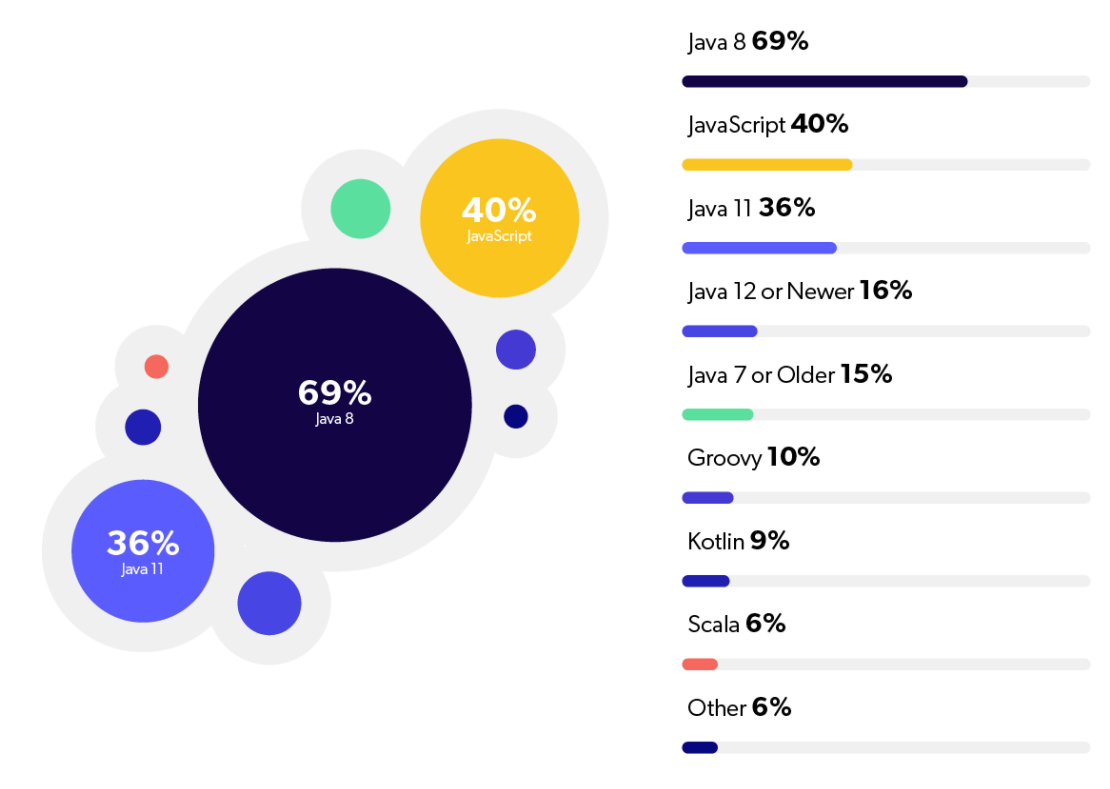 40%
JavaScript
69%
Java 8
36%
Java 11
Java 8 69%
JavaScript 40%
Java 11 36%
Java 12 or Newer 16%
Java 7 or Older 15%
Groovy 10%
Kotlin 9%
Scala 6%
Other 6%